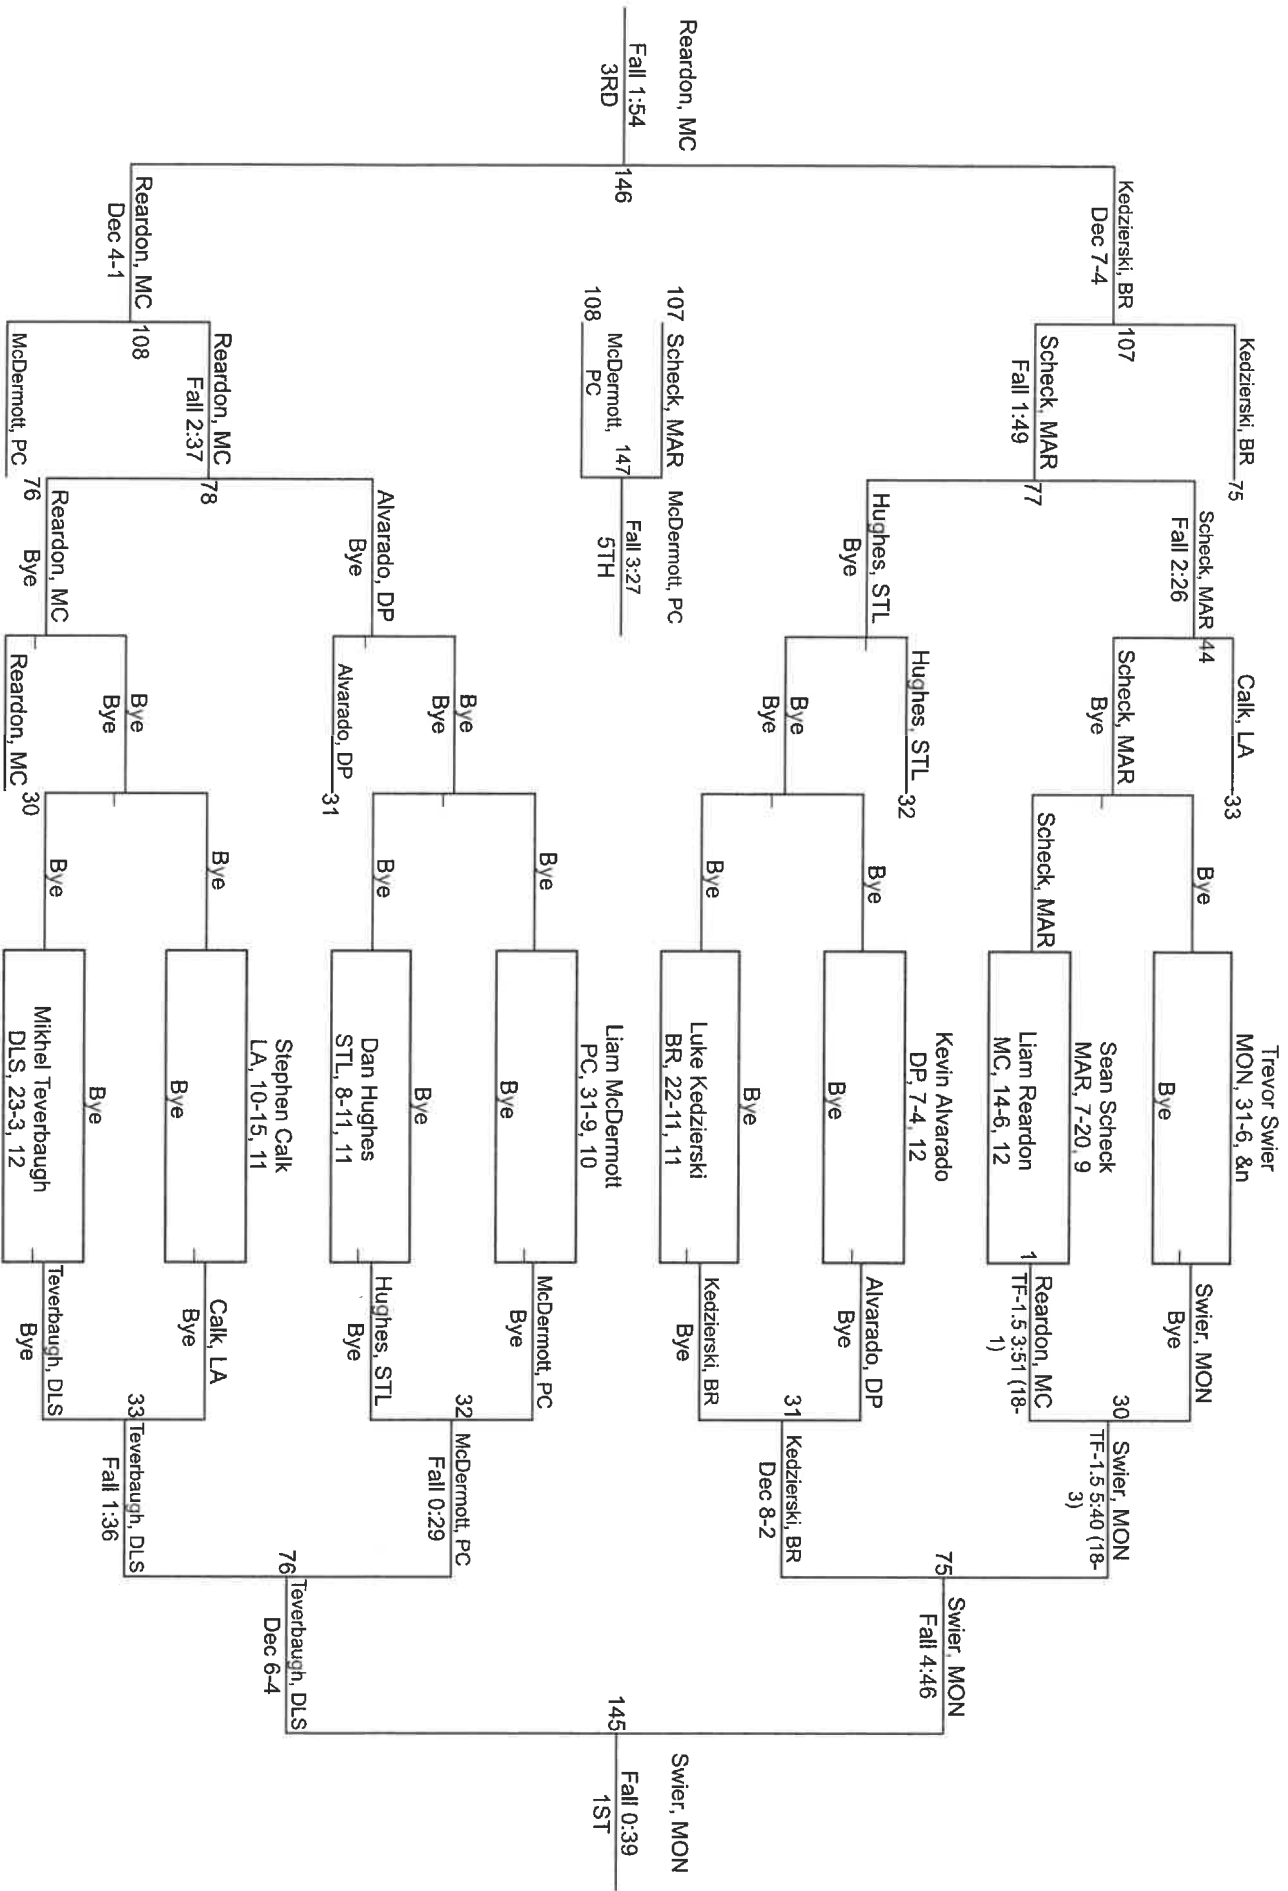 Trevor Swier
MON, 31-6, &n
Bye
Sean Scheck
MAR, 7-20, 9
Liam Reardon
MC, 14-6, 12
Kevin Alvarado
DP, 7-4, 12
Bye
Bye
Luke Kedzierski
BR, 22-11, 11
Liam McDermott
PC, 31-9, 10
Bye
Bye
Dan Hughes
STL, 8-11, 11
Stephen Calk
LA, 10-15, 11
Bye
Bye
Mikhel Teverbaugh
DLS, 23-3, 12
Swier, MON
Bye
1
Reardon, MC
TF-1.5 3:51 (18-
1)
Alvarado, DP
Bye
Kedzierski, BR
Bye
McDermott, PC
Bye
Hughes, STL
Bye
Calk, LA
Bye
Teverbaugh, DLS
Bye
30
Swier, MON
TF-1.5 5:40 (18-
3)
31
Kedzierski, BR
Dec 8-2
32
McDermott, PC
Fall 0:29
33
Teverbaugh, DLS
Fall 1:36
75
Swier, MON
Fall 4:46
76
Teverbaugh, DLS
Dec 6-4
145
Swier, MON
Fall 0:39
1ST
Bye
Scheck, MAR
Bye
Bye
Bye
Bye
Bye
Bye
Calk, LA
33
Scheck, MAR
Bye
Hughes, STL
32
Bye
Bye
Bye
Bye
Alvarado, DP
31
Bye
Bye
Reardon, MC
30
44
Scheck, MAR
Fall 2:26
Hughes, STL
Bye
Alvarado, DP
Bye
Reardon, MC
Bye
Kedzierski, BR
75
77
Scheck, MAR
Fall 1:49
78
Reardon, MC
Fall 2:37
McDermott, PC
76
107
Kedzierski, BR
Dec 7-4
108
Reardon, MC
Dec 4-1
146
Reardon, MC
Fall 1:54
3RD
107 Scheck, MAR
108
McDermott,
PC
147
McDermott, PC
Fall 3:27
5TH